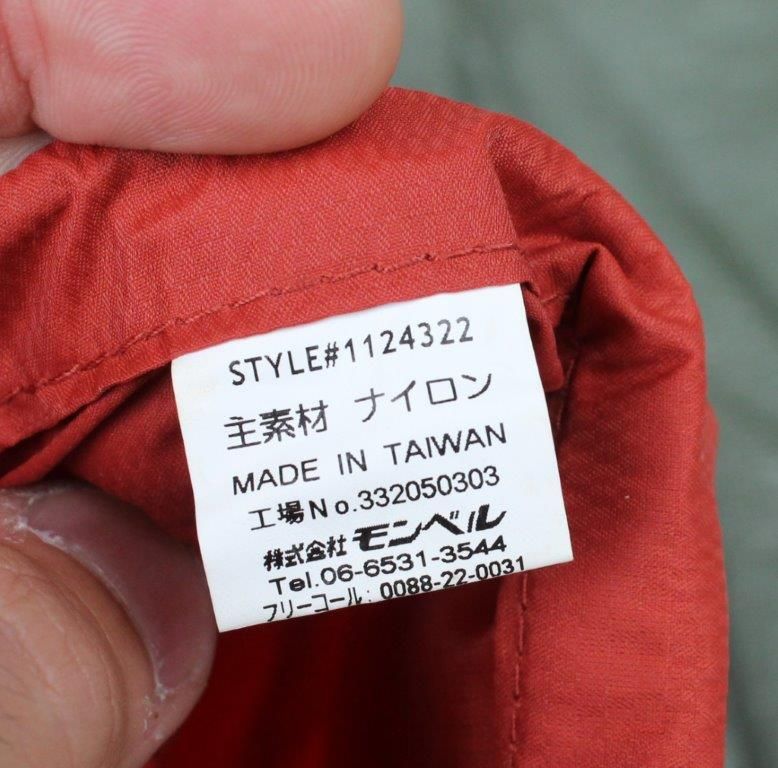 STYLE#1124322
主素材 ナイロン
MADE IN TAIWAN
工場No.332050303
株式会社 モンベル
Tel.06-6531-3544
フリーコール: 0088-22-0031